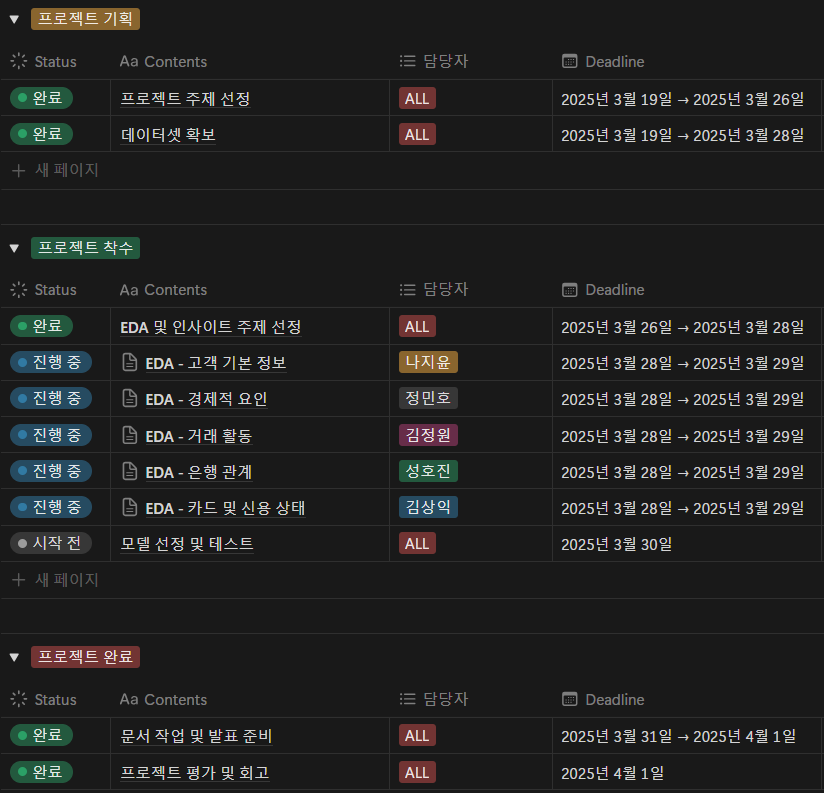 프로젝트 기획
Status Contents 담당자 Deadline
완료 프로젝트 주제 선정 ALL 2025년 3월 19일 → 2025년 3월 26일
완료 데이터셋 확보 ALL 2025년 3월 19일 → 2025년 3월 28일
새 페이지
프로젝트 착수
Status Contents 담당자 Deadline
완료 EDA 및 인사이트 주제 선정 ALL 2025년 3월 26일 → 2025년 3월 28일
진행 중 EDA - 고객 기본 정보 나지윤 2025년 3월 28일 → 2025년 3월 29일
진행 중 EDA - 경제적 요인 정민호 2025년 3월 28일 → 2025년 3월 29일
진행 중 EDA - 거래 활동 김정원 2025년 3월 28일 → 2025년 3월 29일
진행 중 EDA - 은행 관계 성호진 2025년 3월 28일 → 2025년 3월 29일
진행 중 EDA - 카드 및 신용 상태 김상익 2025년 3월 28일 → 2025년 3월 29일
시작 전 모델 선정 및 테스트 ALL 2025년 3월 30일
새 페이지
프로젝트 완료
Status Contents 담당자 Deadline
완료 문서 작업 및 발표 준비 ALL 2025년 3월 31일 → 2025년 4월 1일
완료 프로젝트 평가 및 회고 ALL 2025년 4월 1일